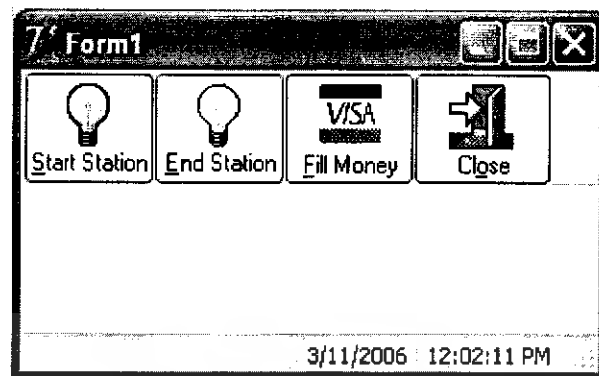 Form1
VISA
Start Station End Station Fill Money Close
3/11/2006 12:02:11 PM